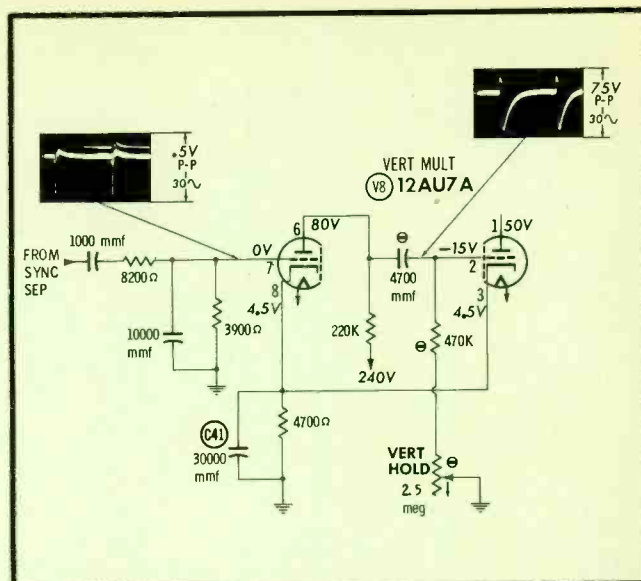 75V
P-P
30∿
.5V
P-P
30∿
VERT MULT
V8 12AU7A
FROM
SYNC
SEP
1000 mmf
8200Ω
10000
mmf
3900Ω
0V
7
6
80V
8
4.5V
C41
30000
mmf
4700Ω
220K
240V
4700
mmf
-15V
2
1
50V
3
4.5V
470K
VERT
HOLD
2.5
meg